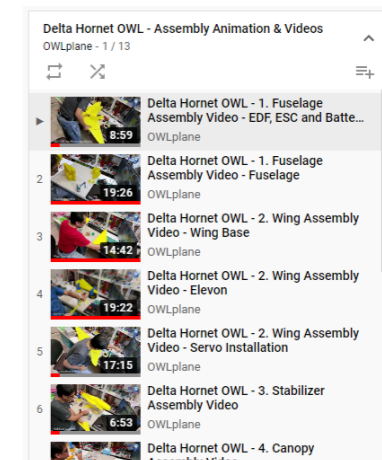 Delta Hornet OWL - Assembly Animation & Videos
OWLplane - 1 / 13
Delta Hornet OWL - 1. Fuselage
Assembly Video - EDF, ESC and Batte...
8:59
OWLplane
2
Delta Hornet OWL - 1. Fuselage
Assembly Video - Fuselage
19:26
OWLplane
3
Delta Hornet OWL - 2. Wing Assembly
Video - Wing Base
14:42
OWLplane
4
Delta Hornet OWL - 2. Wing Assembly
Video - Elevon
19:22
OWLplane
5
Delta Hornet OWL - 2. Wing Assembly
Video - Servo Installation
17:15
OWLplane
6
Delta Hornet OWL - 3. Stabilizer
Assembly Video
6:53
OWLplane
Delta Hornet OWL - 4. Canopy
Assembly Video